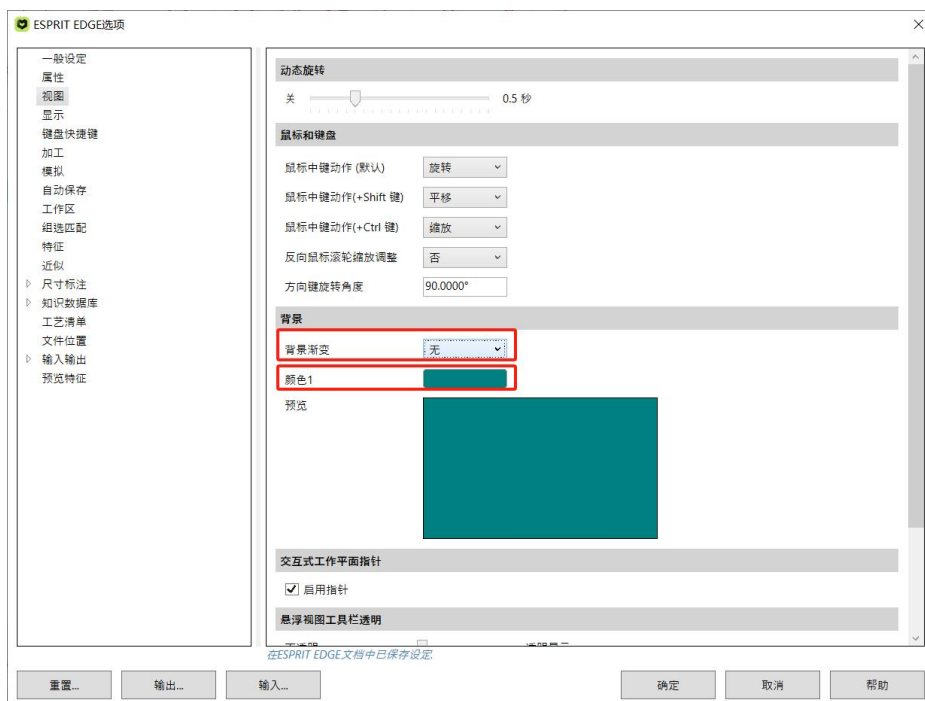 ESPRIT EDGE选项
一般设定
属性
视图
显示
键盘快捷键
加工
模拟
自动保存
工作区
组选匹配
特征
近似
尺寸标注
知识数据库
工艺清单
文件位置
输入输出
预览特征
动态旋转
关 0.5 秒
鼠标和键盘
鼠标中键动作 (默认) 旋转
鼠标中键动作(+Shift 键) 平移
鼠标中键动作(+Ctrl 键) 缩放
反向鼠标滚轮缩放调整 否
方向键旋转角度 90.0000°
背景
背景渐变 无
颜色1
预览
交互式工作平面指针
启用指针
悬浮视图工具栏透明
不透明 透明显示
在ESPRIT EDGE文档中已保存设定.
重置... 输出... 输入... 确定 取消 帮助